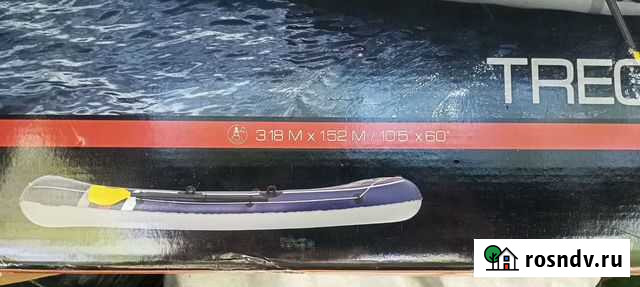 TREC
3.18 M x 1.52 M / 10'5" x 60"
rosndv.ru